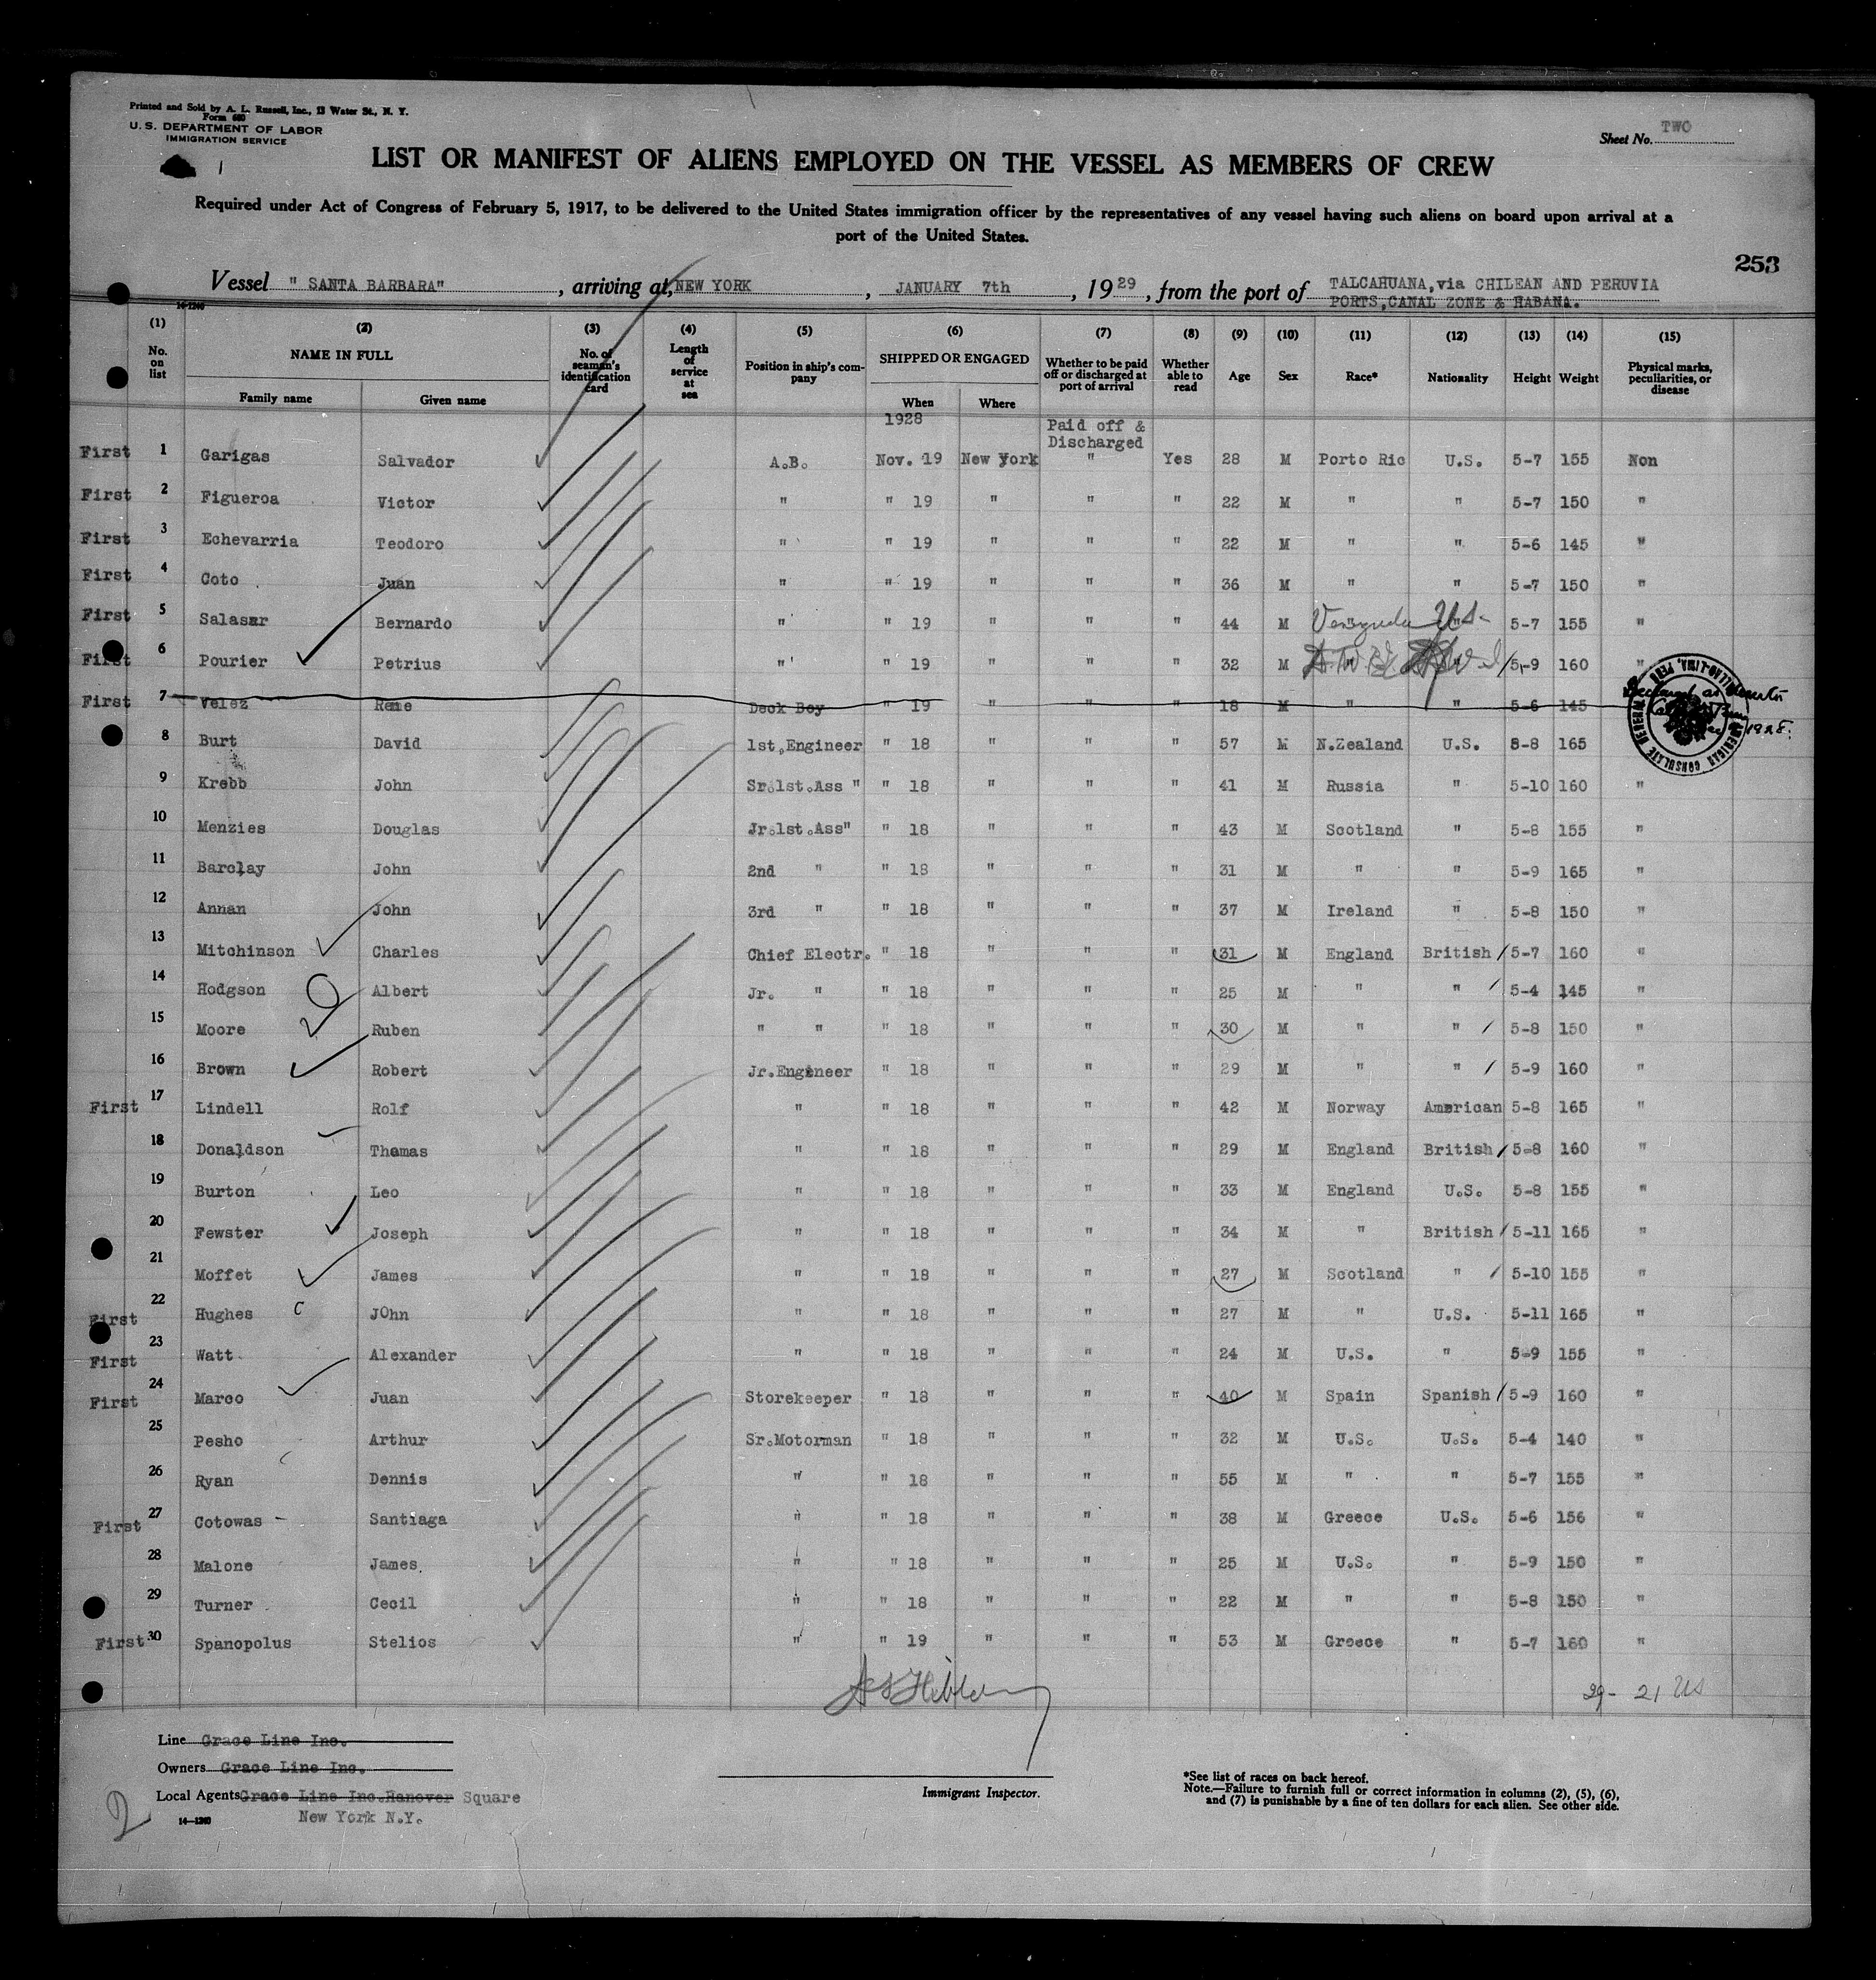 Printed and Sold by A. L. Russell, Inc., 13 Water St., N. Y.
Form 680
U. S. DEPARTMENT OF LABOR
IMMIGRATION SERVICE
1
Sheet No. TWO
LIST OR MANIFEST OF ALIENS EMPLOYED ON THE VESSEL AS MEMBERS OF CREW
Required under Act of Congress of February 5, 1917, to be delivered to the United States immigration officer by the representatives of any vessel having such aliens on board upon arrival at a
port of the United States.
253
Vessel " SANTA BARBARA" , arriving at, NEW YORK , JANUARY 7th , 19 29 , from the port of TALCAHUANA,via CHILEAN AND PERUVIA
PORTS,CANAL ZONE & HABANA.
14-1240
(1) (2) (3) (4) (5) (6) (7) (8) (9) (10) (11) (12) (13) (14) (15)
No. on list NAME IN FULL Family name Given name No. of seaman's identification card Length of service at sea Position in ship's company SHIPPED OR ENGAGED When Where Whether to be paid off or discharged at port of arrival Whether able to read Age Sex Race* Nationality Height Weight Physical marks, peculiarities, or disease
1928 Paid off &
Discharged
First 1 Garigas Salvador A.B. Nov. 19 New York " Yes 28 M Porto Ric U.S. 5-7 155 Non
First 2 Figueroa Victor " " 19 " " " 22 M " " 5-7 150 "
First 3 Echevarria Teodoro " " 19 " " " 22 M " " 5-6 145 "
First 4 Coto Juan " " 19 " " " 36 M " " 5-7 150 "
First 5 Salasar Bernardo " " 19 " " " 44 M Venezuela U.S. 5-7 155 "
First 6 Pourier Petrius " " 19 " " " 32 M " " 5-9 160 "
First 7 Velez Rene Deck Boy " 19 " " " 18 M " " 5-6 145
AMERICAN CONSULATE GENERAL CALLAO-LIMA, PERU
8 Burt David 1st.Engineer " 18 " " " 57 M N.Zealand U.S. 5-8 165
9 Krebb John Sr.1st.Ass " " 18 " " " 41 M Russia " 5-10 160 "
10 Menzies Douglas Jr.1st.Ass" " 18 " " " 43 M Scotland " 5-8 155 "
11 Barclay John 2nd " " 18 " " " 31 M " " 5-9 165 "
12 Annan John 3rd " " 18 " " " 37 M Ireland " 5-8 150 "
13 Mitchinson Charles Chief Electr. " 18 " " " 31 M England British 5-7 160 "
14 Hodgson Albert Jr. " " 18 " " " 25 M " " 5-4 145 "
15 Moore Ruben " " " 18 " " " 30 M " " 5-8 150 "
16 Brown Robert Jr.Engineer " 18 " " " 29 M " " 5-9 160 "
First 17 Lindell Rolf " " 18 " " " 42 M Norway American 5-8 165 "
18 Donaldson Thomas " " 18 " " " 29 M England British 5-8 160 "
19 Burton Leo " " 18 " " " 33 M England U.S. 5-8 155 "
20 Fewster Joseph " " 18 " " " 34 M " British 5-11 165 "
21 Moffet James " " 18 " " " 27 M Scotland " 5-10 155 "
First 22 Hughes C JOhn " " 18 " " " 27 M " U.S. 5-11 165 "
First 23 Watt Alexander " " 18 " " " 24 M U.S. " 5-9 155 "
First 24 Marco Juan Storekeeper " 18 " " " 40 M Spain Spanish 5-9 160 "
25 Pesho Arthur Sr.Motorman " 18 " " " 32 M U.S. U.S. 5-4 140 "
26 Ryan Dennis " " 18 " " " 55 M " " 5-7 155 "
First 27 Cotowas Santiaga " " 18 " " " 38 M Greece U.S. 5-6 156 "
28 Malone James " " 18 " " " 25 M U.S. " 5-9 150 "
29 Turner Cecil " " 18 " " " 22 M " " 5-8 150 "
First 30 Spanopolus Stelios " " 19 " " " 53 M Greece " 5-7 160 "
29 - 21 US
Line Grace Line Inc.
Owners Grace Line Inc.
Local Agents Grace Line Inc.Hanover Square
New York N.Y.
14-1240
2
Immigrant Inspector.
*See list of races on back hereof.
Note.—Failure to furnish full or correct information in columns (2), (5), (6),
and (7) is punishable by a fine of ten dollars for each alien. See other side.